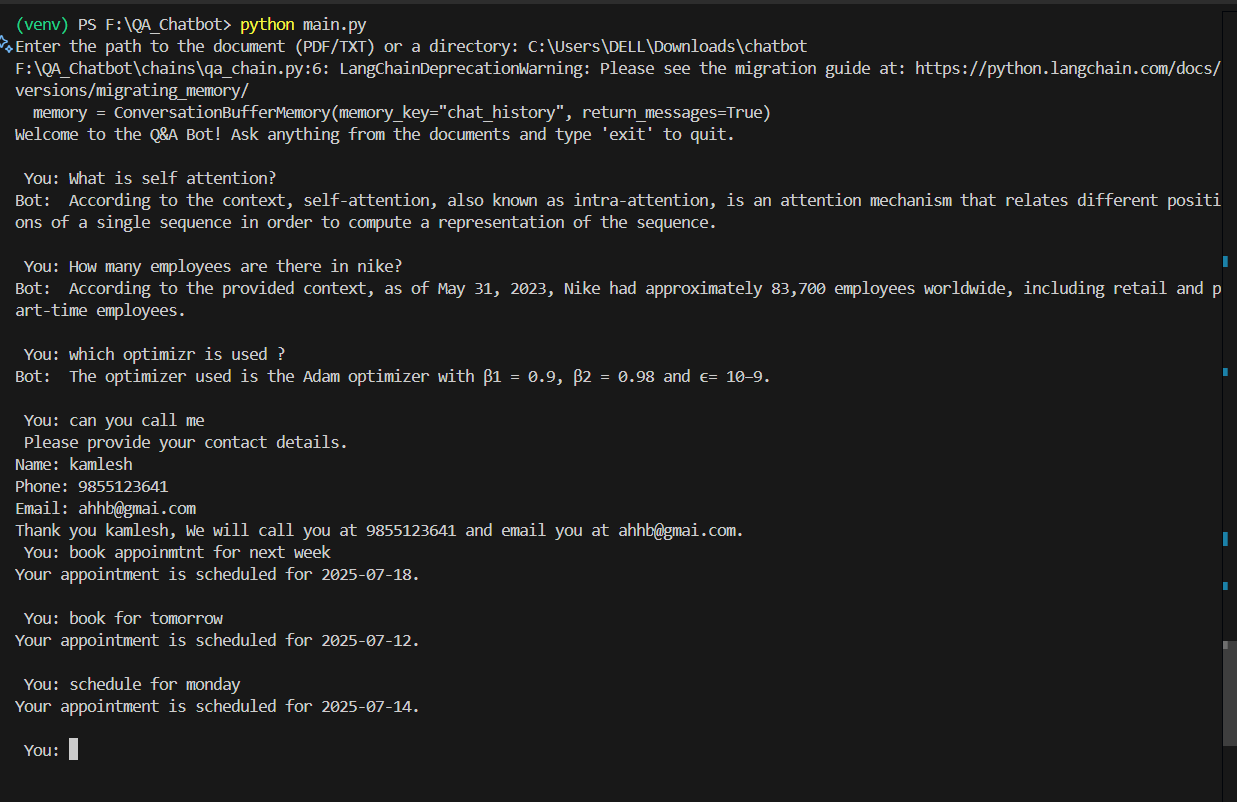 (venv) PS F:\QA_Chatbot> python main.py
Enter the path to the document (PDF/TXT) or a directory: C:\Users\DELL\Downloads\chatbot
F:\QA_Chatbot\chains\qa_chain.py:6: LangChainDeprecationWarning: Please see the migration guide at: https://python.langchain.com/docs/
versions/migrating_memory/
  memory = ConversationBufferMemory(memory_key="chat_history", return_messages=True)
Welcome to the Q&A Bot! Ask anything from the documents and type 'exit' to quit.

 You: What is self attention?
Bot:  According to the context, self-attention, also known as intra-attention, is an attention mechanism that relates different positi
ons of a single sequence in order to compute a representation of the sequence.

 You: How many employees are there in nike?
Bot:  According to the provided context, as of May 31, 2023, Nike had approximately 83,700 employees worldwide, including retail and p
art-time employees.

 You: which optimizr is used ?
Bot:  The optimizer used is the Adam optimizer with β1 = 0.9, β2 = 0.98 and ϵ= 10−9.

 You: can you call me
 Please provide your contact details.
Name: kamlesh
Phone: 9855123641
Email: ahhb@gmai.com
Thank you kamlesh, We will call you at 9855123641 and email you at ahhb@gmai.com.
 You: book appoinmtnt for next week
Your appointment is scheduled for 2025-07-18.

 You: book for tomorrow
Your appointment is scheduled for 2025-07-12.

 You: schedule for monday
Your appointment is scheduled for 2025-07-14.

 You: